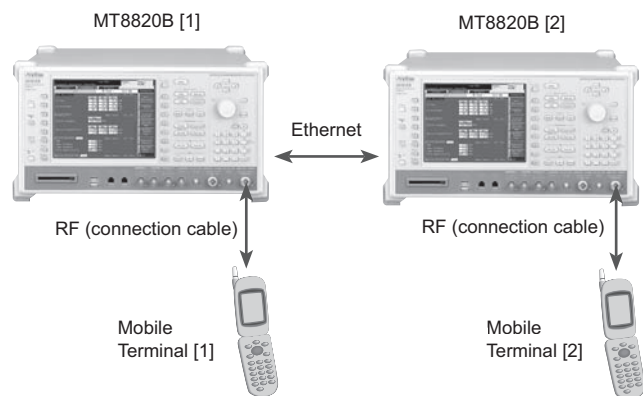 MT8820B [1]
MT8820B [2]
Ethernet
RF (connection cable)
RF (connection cable)
Mobile
Terminal [1]
Mobile
Terminal [2]